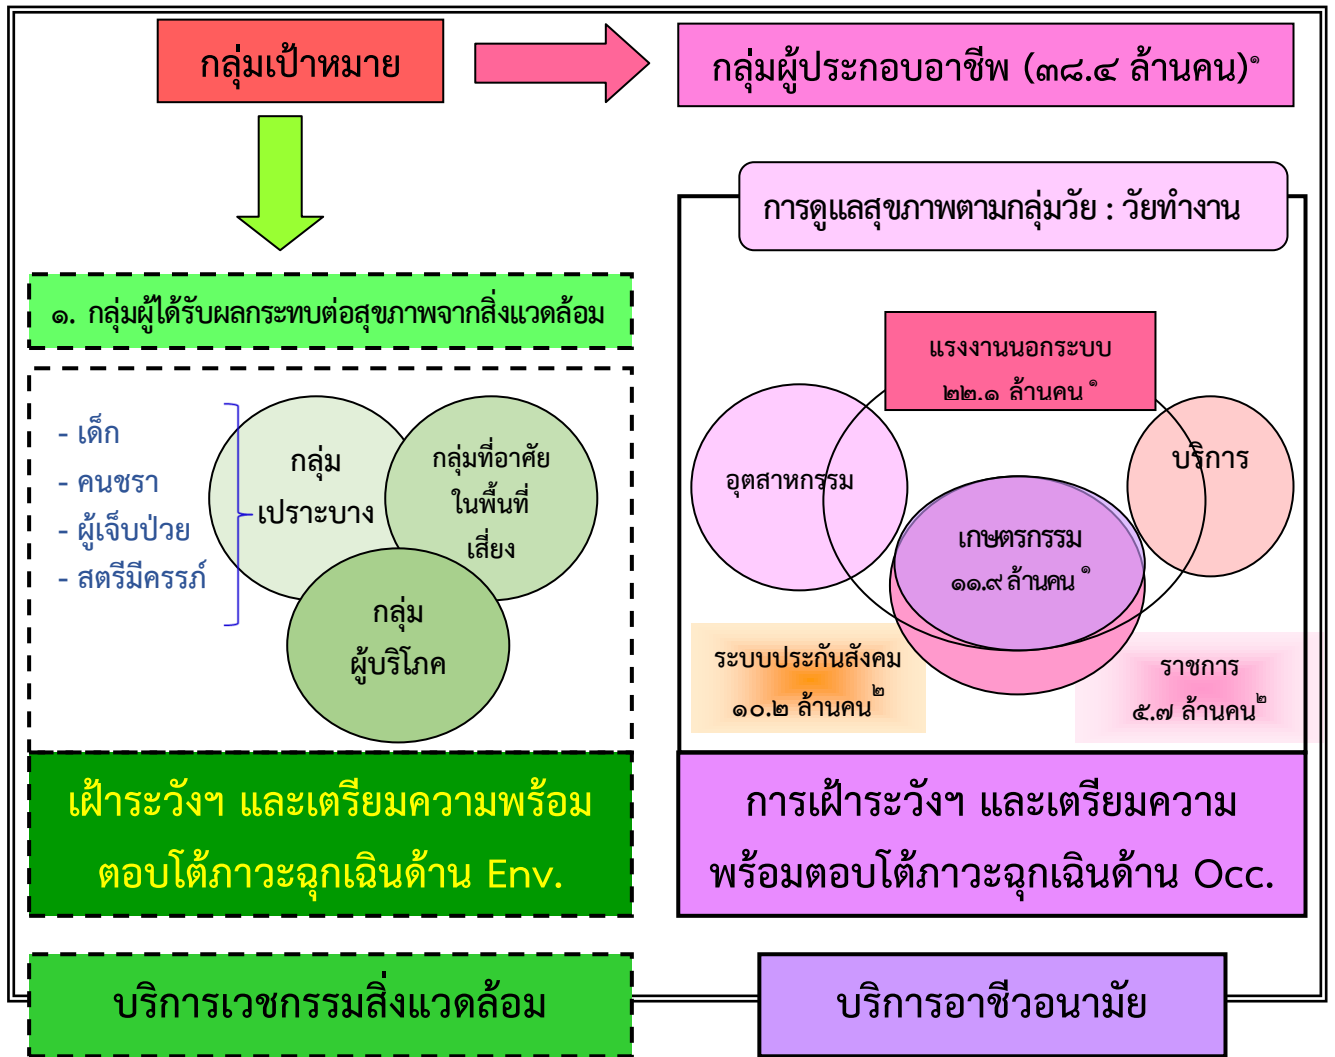 กลุ่มเป้าหมาย
กลุ่มผู้ประกอบอาชีพ (๓๘.๔ ล้านคน)๑
การดูแลสุขภาพตามกลุ่มวัย : วัยทำงาน
๑. กลุ่มผู้ได้รับผลกระทบต่อสุขภาพจากสิ่งแวดล้อม
- เด็ก
- คนชรา
- ผู้เจ็บป่วย
- สตรีมีครรภ์
กลุ่ม
เปราะบาง
กลุ่มที่อาศัย
ในพื้นที่
เสี่ยง
กลุ่ม
ผู้บริโภค
แรงงานนอกระบบ
๒๒.๑ ล้านคน ๑
อุตสาหกรรม
บริการ
เกษตรกรรม
๑๑.๙ ล้านคน ๑
ระบบประกันสังคม
๑๐.๒ ล้านคน๒
ราชการ
๕.๗ ล้านคน๒
เฝ้าระวังฯ และเตรียมความพร้อม
ตอบโต้ภาวะฉุกเฉินด้าน Env.
การเฝ้าระวังฯ และเตรียมความ
พร้อมตอบโต้ภาวะฉุกเฉินด้าน Occ.
บริการเวชกรรมสิ่งแวดล้อม
บริการอาชีวอนามัย